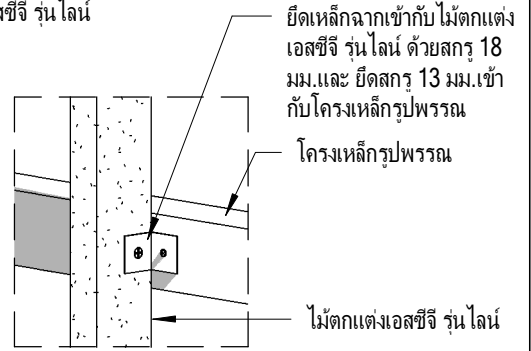 สซีจี รุ่นไลน์
ยึดเหล็กฉากเข้ากับไม้ตกแต่ง
เอสซีจี รุ่นไลน์ ด้วยสกรู 18
มม.และ ยึดสกรู 13 มม.เข้า
กับโครงเหล็กรูปพรรณ
โครงเหล็กรูปพรรณ
ไม้ตกแต่งเอสซีจี รุ่นไลน์